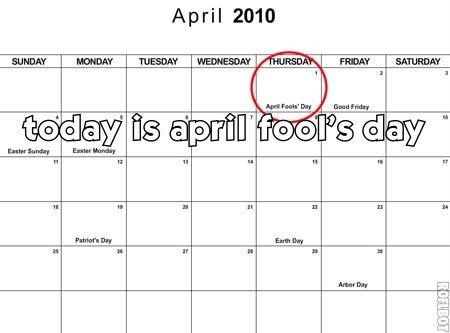 April 2010
SUNDAY MONDAY TUESDAY WEDNESDAY THURSDAY FRIDAY SATURDAY
1 2 3
April Fools' Day Good Friday
4 5 8 10
today is april fool's day
Easter Sunday Easter Monday
11 12 13 14 15 16 17
18 19 20 21 22 23 24
Patriot's Day Earth Day
25 26 27 28 29 30
Arbor Day
ROFLBOT